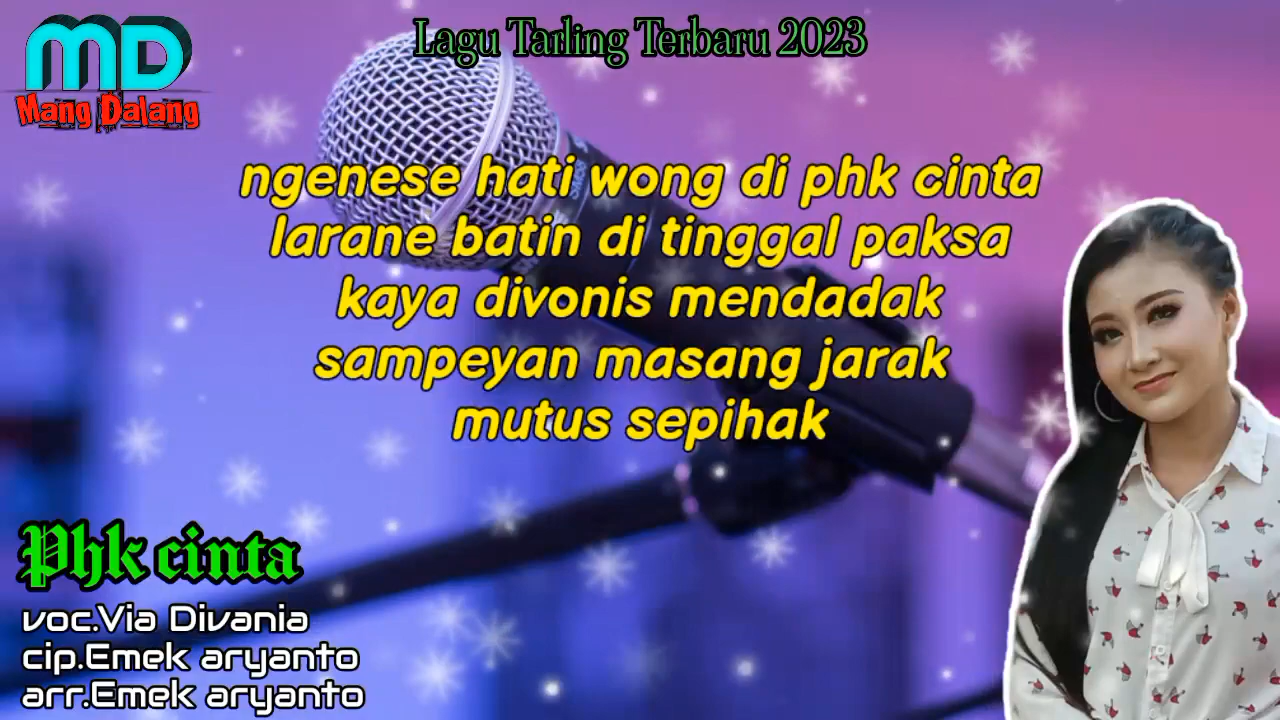 Lagu Tarling Terbaru 2023
MD
Mang Dalang
ngenese hati wong di phk cinta
larane batin di tinggal paksa
kaya divonis mendadak
sampeyan masang jarak
mutus sepihak
Phk cinta
voc.Via Divania
cip.Emek aryanto
arr.Emek aryanto